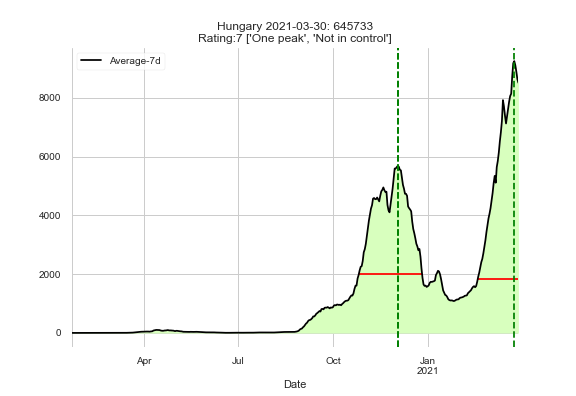 Hungary 2021-03-30: 645733
Rating:7 ['One peak', 'Not in control']
Average-7d
8000
6000
4000
2000
0
Apr
Jul
Oct
Jan
2021
Date